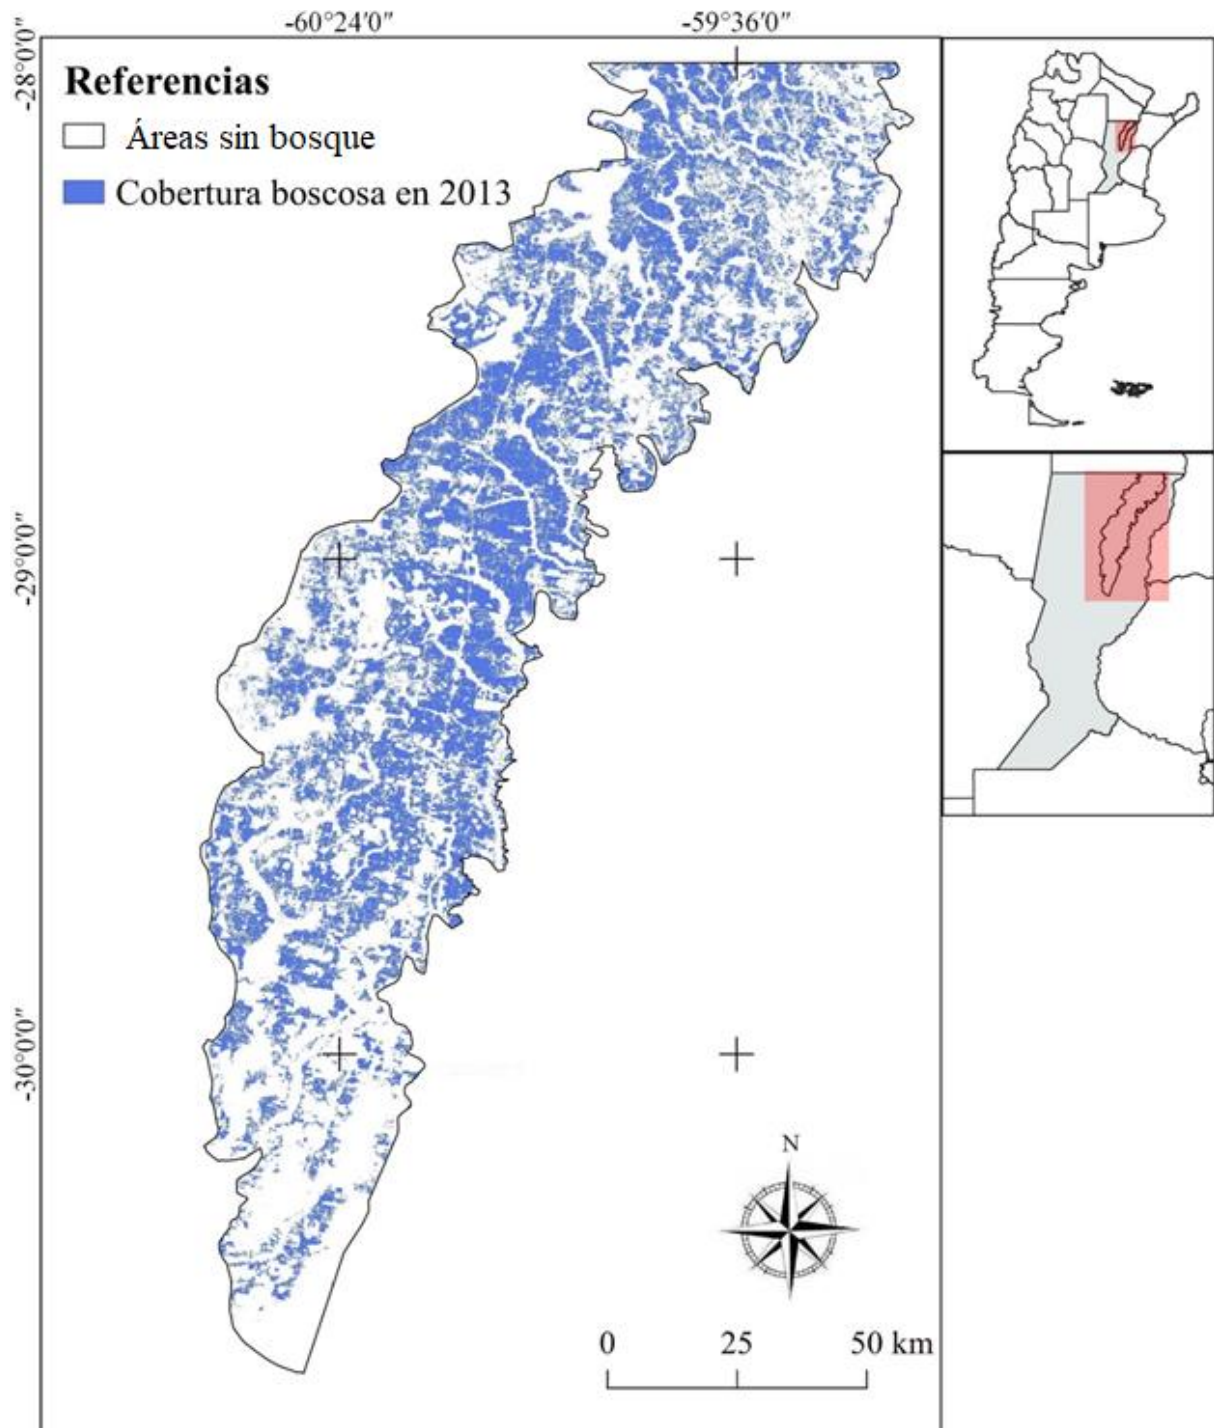 -60°24'0" -59°36'0"
-28°0'0"
Referencias
Áreas sin bosque
Cobertura boscosa en 2013
-29°0'0"
-30°0'0"
N
0 25 50 km